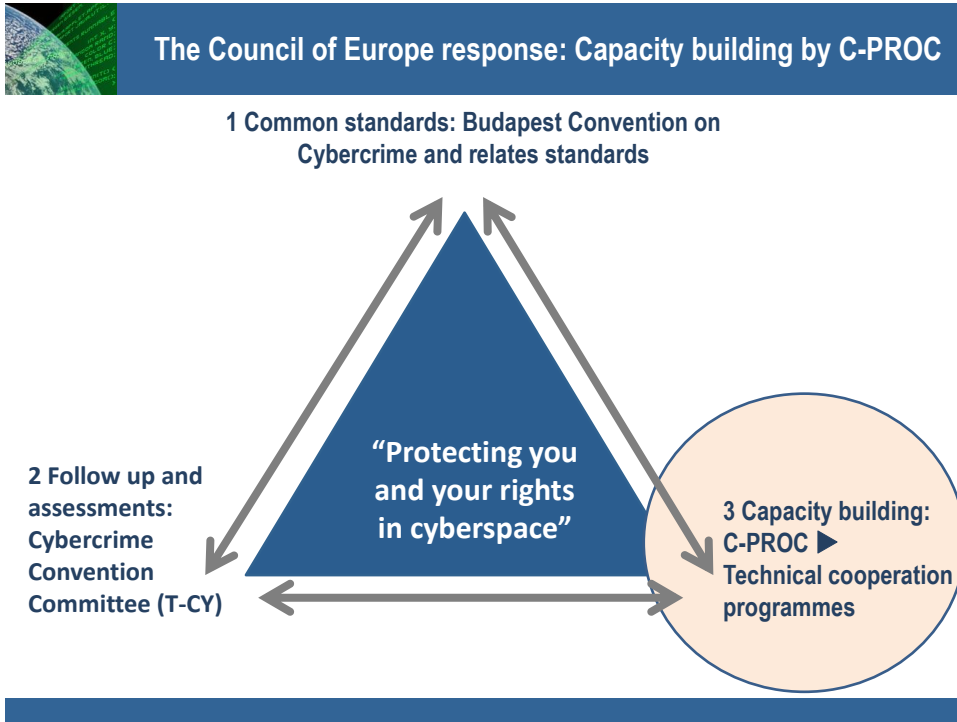 The Council of Europe response: Capacity building by C-PROC
1 Common standards: Budapest Convention on
Cybercrime and relates standards
“Protecting you
and your rights
in cyberspace”
2 Follow up and
assessments:
Cybercrime
Convention
Committee (T-CY)
3 Capacity building:
C-PROC ▶
Technical cooperation
programmes